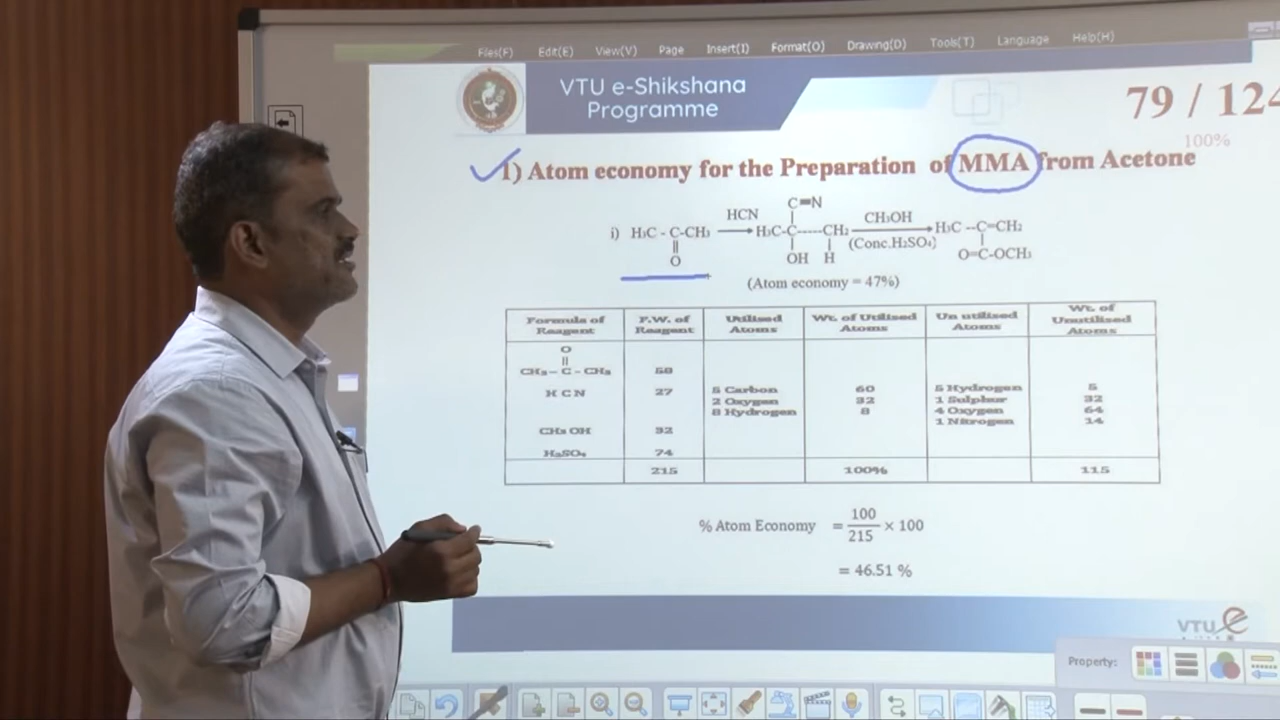 Files(F) Edit(E) View(V) Page Insert(I) Format(O) Drawing(D) Tools(T) Language Help(H)
VTU e-Shikshana
Programme
79 / 124
100%
1) Atom economy for the Preparation of MMA from Acetone
C≡N
i) H₃C - C-CH₃ HCN H₃C-C-----CH₂ CH₃OH H₃C --C=CH₂
O OH H (Conc.H₂SO₄) O=C-OCH₃
(Atom economy = 47%)
Formula of Reagent F.W. of Reagent Utilised Atoms Wt. of Utilised Atoms Un utilised Atoms Wt. of Unutilised Atoms
O
CH₃ – C – CH₃ 58
H C N 27 5 Carbon 60 5 Hydrogen 5
2 Oxygen 32 1 Sulphur 32
8 Hydrogen 8 4 Oxygen 64
1 Nitrogen 14
CH₃ OH 32
H₂SO₄ 74
215 100% 115
% Atom Economy = 100/215 × 100
= 46.51 %
VTU e
Property: